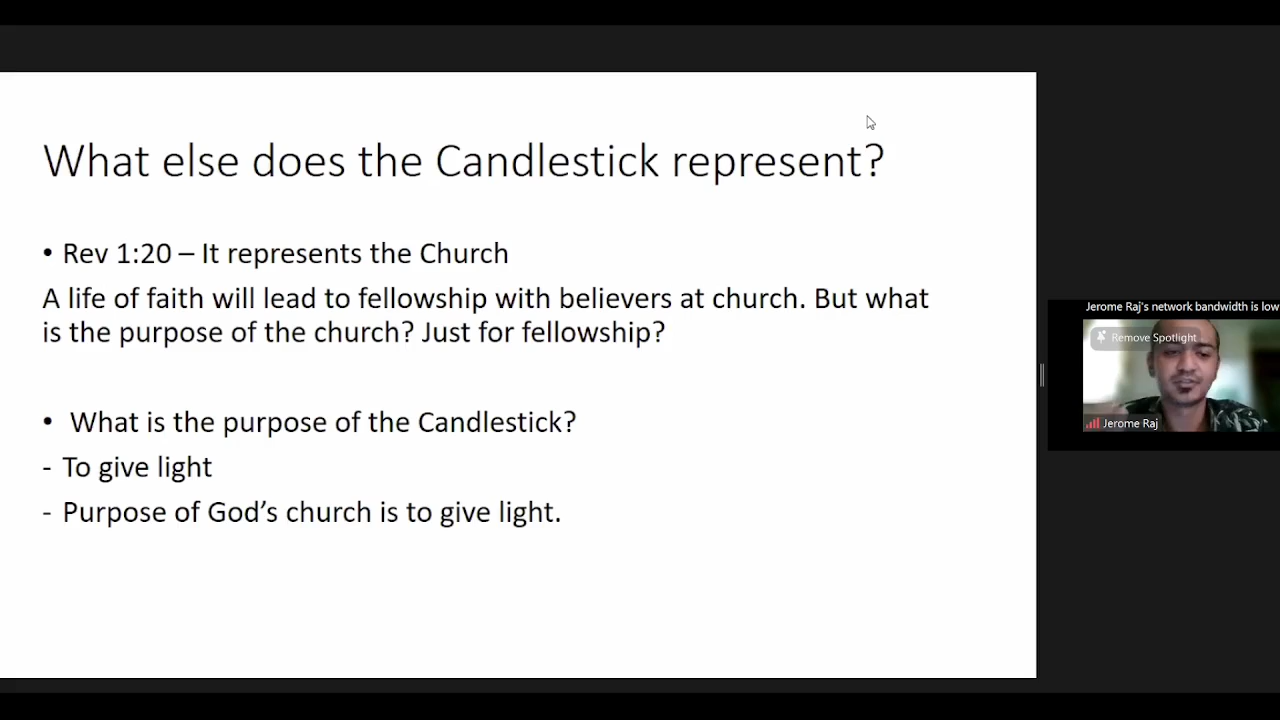 What else does the Candlestick represent?
• Rev 1:20 – It represents the Church
A life of faith will lead to fellowship with believers at church. But what
is the purpose of the church? Just for fellowship?
• What is the purpose of the Candlestick?
- To give light
- Purpose of God’s church is to give light.
Jerome Raj's network bandwidth is low
Remove Spotlight
Jerome Raj